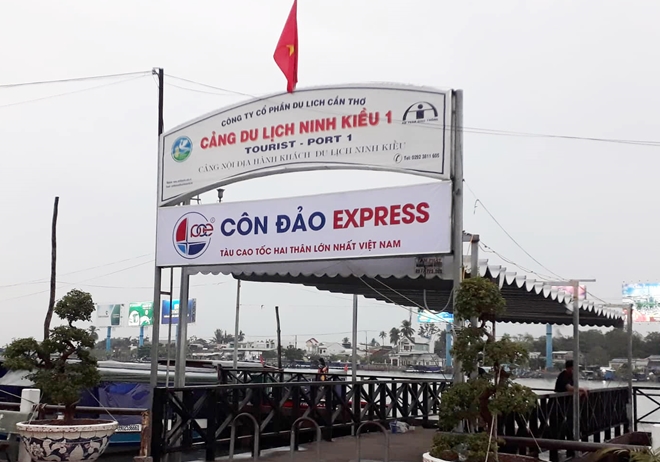 CÔNG TY CỔ PHẦN DU LỊCH CẦN THƠ
CẢNG DU LỊCH NINH KIỀU 1
TOURIST - PORT 1
CẢNG NỘI ĐỊA HÀNH KHÁCH DU LỊCH NINH KIỀU
pce®
CÔN ĐẢO EXPRESS
TÀU CAO TỐC HAI THÂN LỚN NHẤT VIỆT NAM